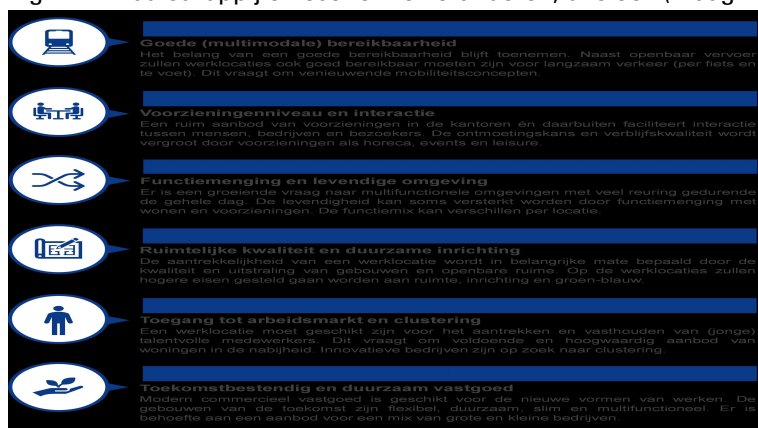 Goede (multimodale) bereikbaarheid
Het belang van een goede bereikbaarheid blijft toenemen. Naast openbaar vervoer
zullen werklocaties ook goed bereikbaar moeten zijn voor langzaam verkeer (per fiets en
te voet). Dit vraagt om venieuwende mobiliteitsconcepten.
Voorzieningenniveau en interactie
Een ruim aanbod van voorzieningen in de kantoren én daarbuiten faciliteert interactie
tussen mensen, bedrijven en bezoekers. De ontmoetingskans en verblijfskwaliteit wordt
vergroot door voorzieningen als horeca, events en leisure.
Functiemenging en levendige omgeving
Er is een groeiende vraag naar multifunctionele omgevingen met veel reuring gedurende
de gehele dag. De levendigheid kan soms versterkt worden door functiemenging met
wonen en voorzieningen. De functiemix kan verschillen per locatie.
Ruimtelijke kwaliteit en duurzame inrichting
De aantrekkelijkheid van een werklocatie wordt in belangrijke mate bepaald door de
kwaliteit en uitstraling van gebouwen en openbare ruime. Op de werklocaties zullen
hogere eisen gesteld gaan worden aan ruimte, inrichting en groen-blauw.
Toegang tot arbeidsmarkt en clustering
Een werklocatie moet geschikt zijn voor het aantrekken en vasthouden van (jonge)
talentvolle medewerkers. Dit vraagt om voldoende en hoogwaardig aanbod van
woningen in de nabijheid. Innovatieve bedrijven zijn op zoek naar clustering.
Toekomstbestendig en duurzaam vastgoed
Modern commercieel vastgoed is geschikt voor de nieuwe vormen van werken. De
gebouwen van de toekomst zijn flexibel, duurzaam, slim en multifunctioneel. Er is
behoefte aan een aanbod voor een mix van grote en kleine bedrijven.